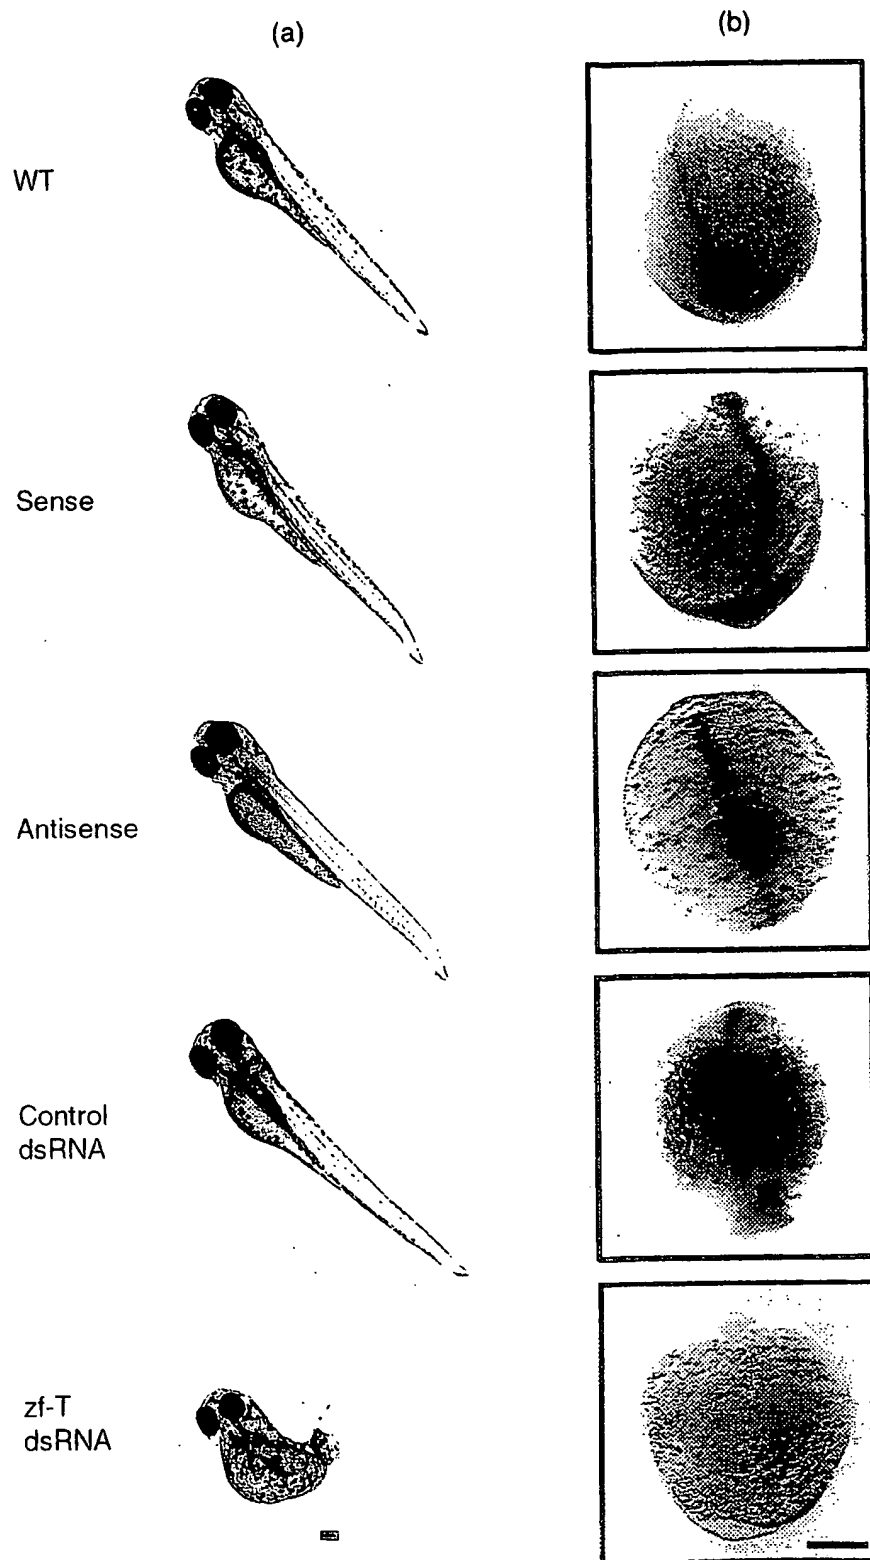 (a)
(b)
WT
Sense
Antisense
Control
dsRNA
zf-T
dsRNA